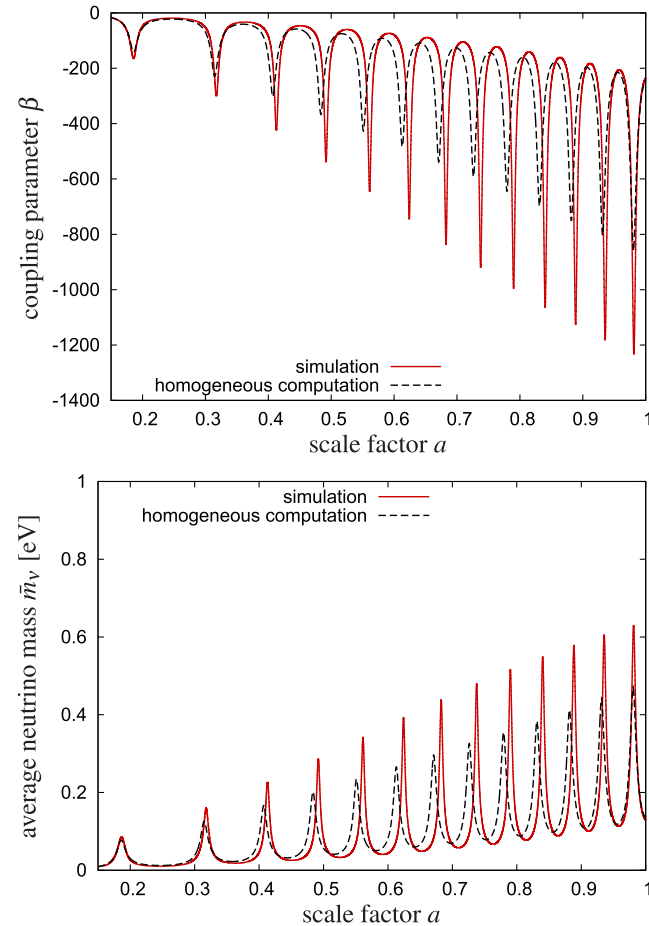 0
-200
-400
-600
-800
-1000
-1200
-1400
coupling parameter β
simulation
homogeneous computation
0.2 0.3 0.4 0.5 0.6 0.7 0.8 0.9 1
scale factor a
1
0.8
0.6
0.4
0.2
0
average neutrino mass m̄ν [eV]
simulation
homogeneous computation
0.2 0.3 0.4 0.5 0.6 0.7 0.8 0.9 1
scale factor a